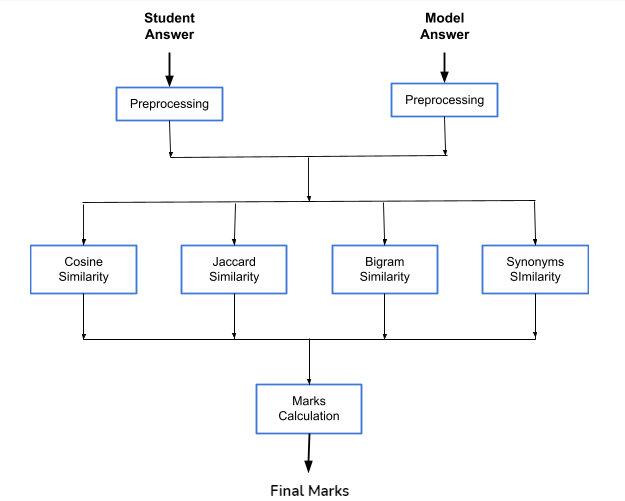 Student
Answer
Model
Answer
Preprocessing
Preprocessing
Cosine
Similarity
Jaccard
Similarity
Bigram
Similarity
Synonyms
SImilarity
Marks
Calculation
Final Marks